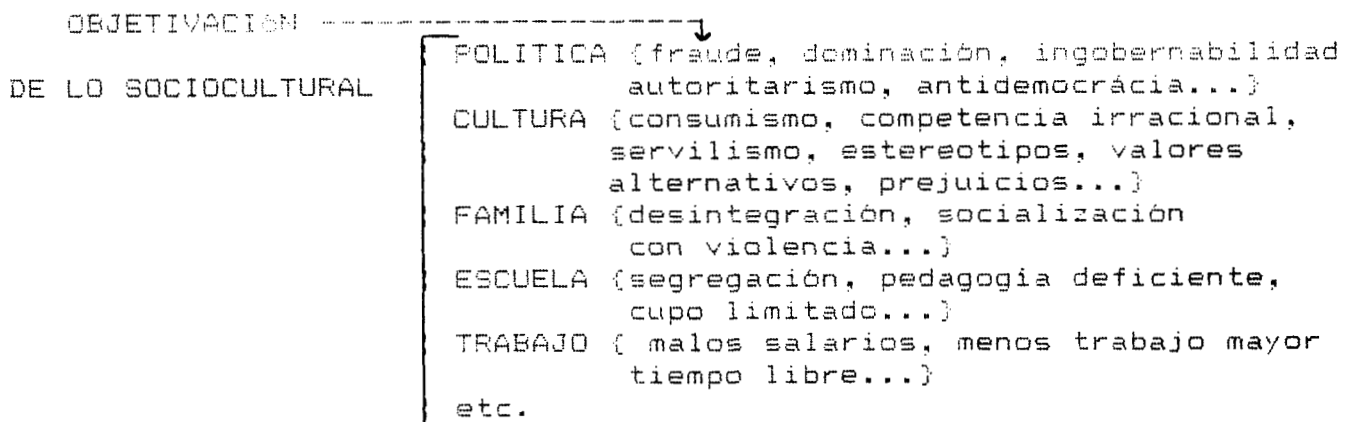 OBJETIVACIÓN ----------------------
POLITICA {fraude, dominación, ingobernabilidad
DE LO SOCIOCULTURAL autoritarismo, antidemocrácia...}
CULTURA {consumismo, competencia irracional,
servilismo, estereotipos, valores
alternativos, prejuicios...}
FAMILIA {desintegración, socialización
con violencia...}
ESCUELA {segregación, pedagogia deficiente,
cupo limitado...}
TRABAJO { malos salarios, menos trabajo mayor
tiempo libre...}
etc.